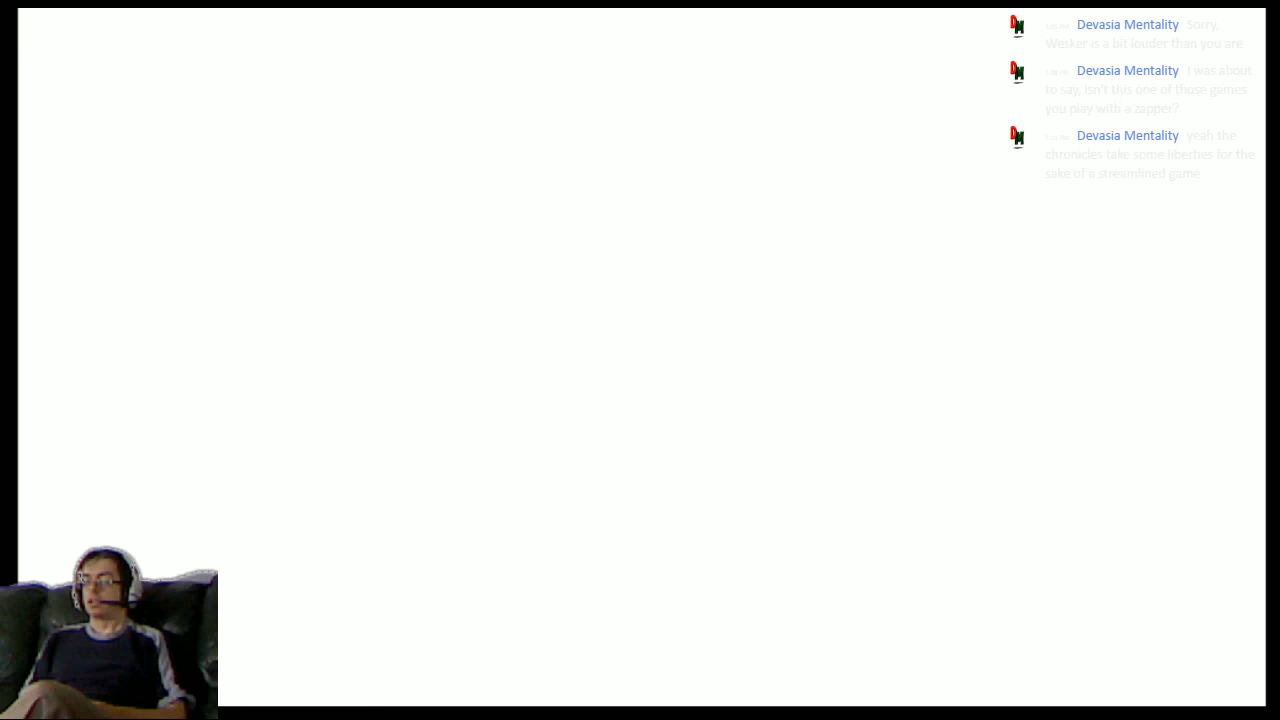 Devasia Mentality Sorry,
Wesker is a bit louder than you are
Devasia Mentality I was about
to say, isn't this one of those games
you play with a zapper?
Devasia Mentality yeah the
chronicles take some liberties for the
sake of a streamlined game